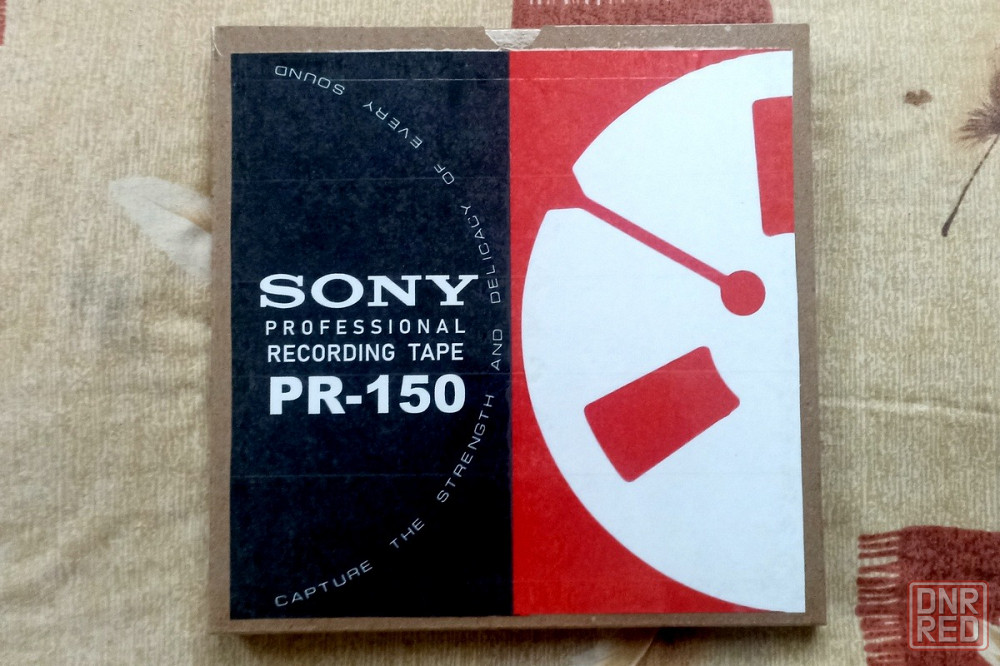 SONY
PROFESSIONAL
RECORDING TAPE
PR-150
CAPTURE THE STRENGTH AND DELICACY OF EVERY SOUND
DNR
RED